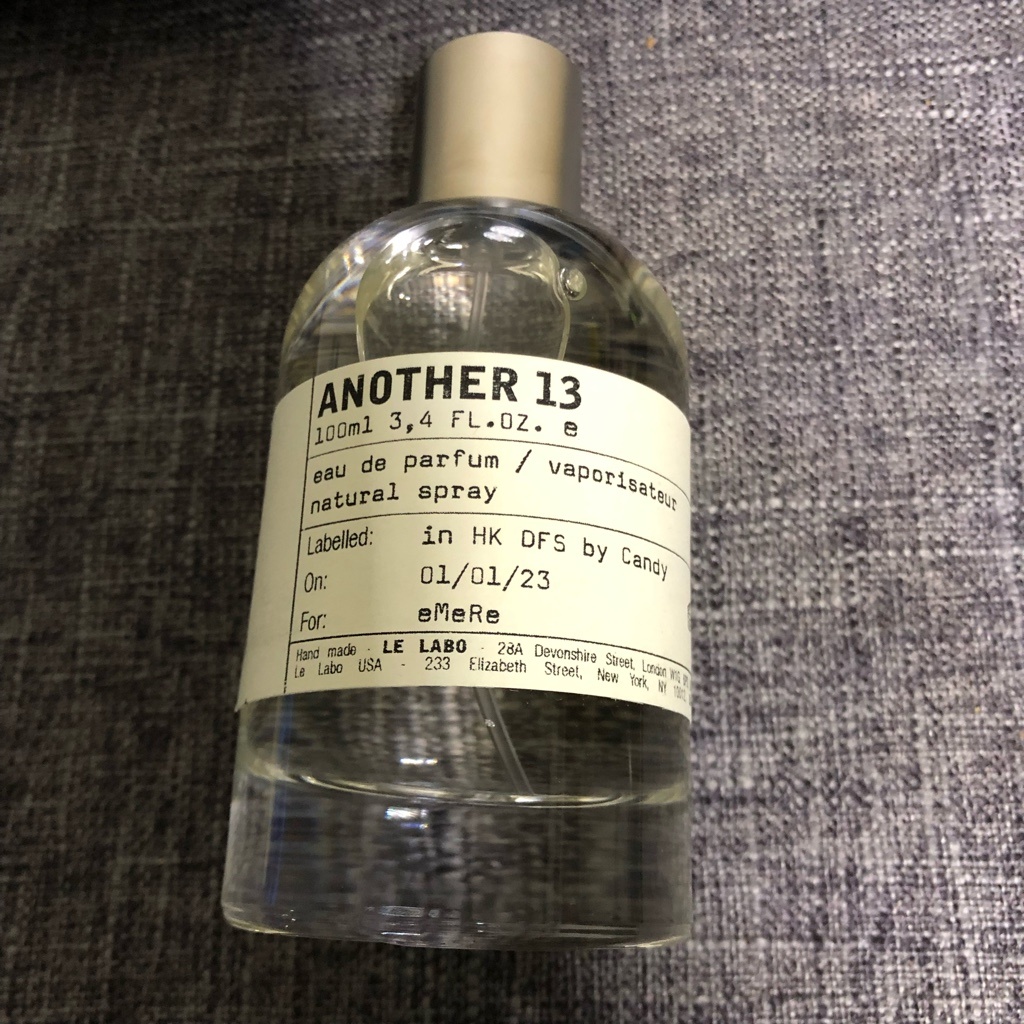 ANOTHER 13
100ml 3,4 FL.OZ. e
eau de parfum / vaporisateur
natural spray
Labelled: in HK DFS by Candy
On: 01/01/23
For: eMeRe
Hand made - LE LABO - 28A Devonshire Street, London W1G
Le Labo USA - 233 Elizabeth Street, New York, NY